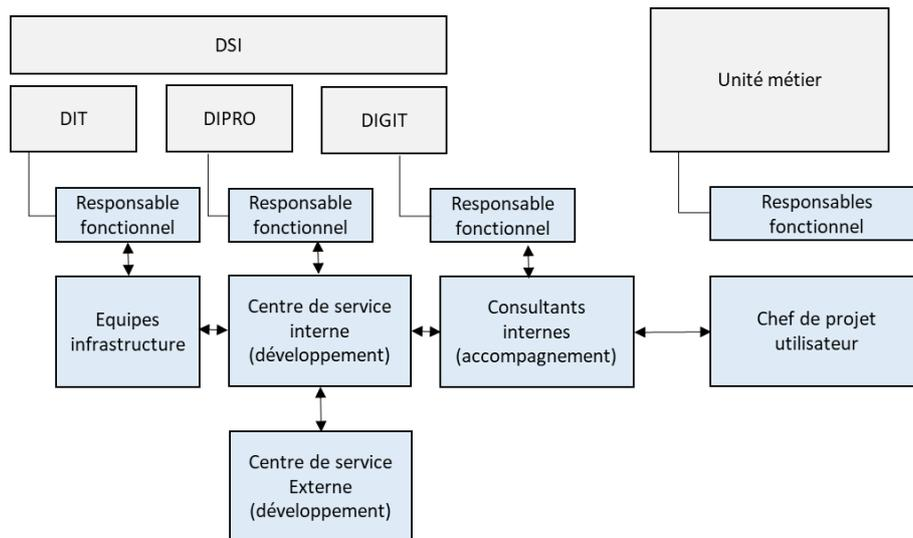 DSI
Unité métier
DIT
DIPRO
DIGIT
Responsable
fonctionnel
Responsable
fonctionnel
Responsable
fonctionnel
Responsables
fonctionnel
Equipes
infrastructure
Centre de service
interne
(développement)
Consultants
internes
(accompagnement)
Chef de projet
utilisateur
Centre de service
Externe
(développement)